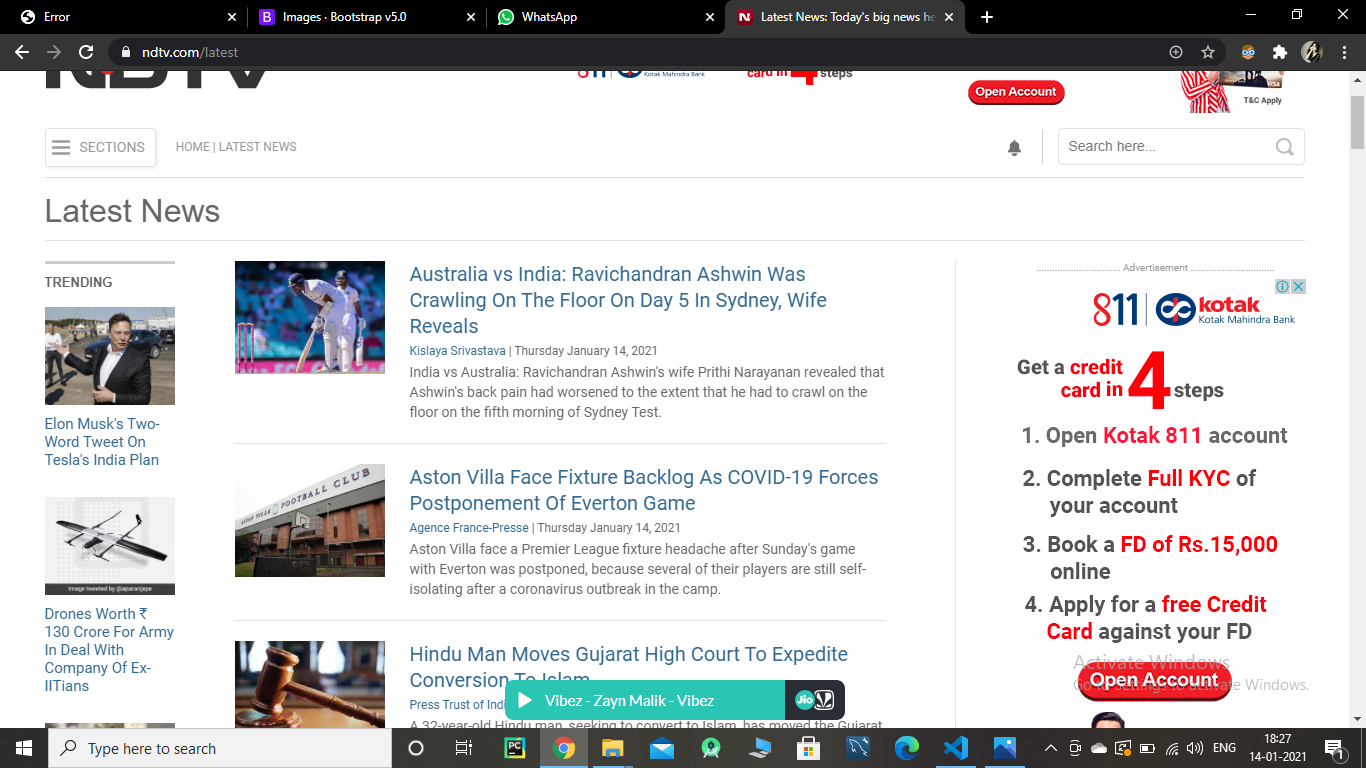 Error
Images · Bootstrap v5.0
WhatsApp
Latest News: Today's big news he
ndtv.com/latest
NDTV
811 Kotak Mahindra Bank
card in 4 steps
Open Account
VISA
T&C Apply
SECTIONS
HOME | LATEST NEWS
Search here...
Latest News
TRENDING
Elon Musk's Two-
Word Tweet On
Tesla's India Plan
Image tweeted by @aparanjape
Drones Worth ₹
130 Crore For Army
In Deal With
Company Of Ex-
IITians
Australia vs India: Ravichandran Ashwin Was
Crawling On The Floor On Day 5 In Sydney, Wife
Reveals
Kislaya Srivastava | Thursday January 14, 2021
India vs Australia: Ravichandran Ashwin's wife Prithi Narayanan revealed that
Ashwin's back pain had worsened to the extent that he had to crawl on the
floor on the fifth morning of Sydney Test.
ASTON VILLA FOOTBALL CLUB
Aston Villa Face Fixture Backlog As COVID-19 Forces
Postponement Of Everton Game
Agence France-Presse | Thursday January 14, 2021
Aston Villa face a Premier League fixture headache after Sunday's game
with Everton was postponed, because several of their players are still self-
isolating after a coronavirus outbreak in the camp.
Hindu Man Moves Gujarat High Court To Expedite
Conversion To Islam
Press Trust of Indi
A 32-year-old Hindu man, seeking to convert to Islam, has moved the Gujarat
Vibez - Zayn Malik - Vibez
Jio
Advertisement
811 kotak
Kotak Mahindra Bank
Get a credit
card in 4 steps
1. Open Kotak 811 account
2. Complete Full KYC of
your account
3. Book a FD of Rs.15,000
online
4. Apply for a free Credit
Card against your FD
Open Account
Activate Windows
Go to Settings to activate Windows.
Type here to search
PC
ENG
18:27
14-01-2021
1